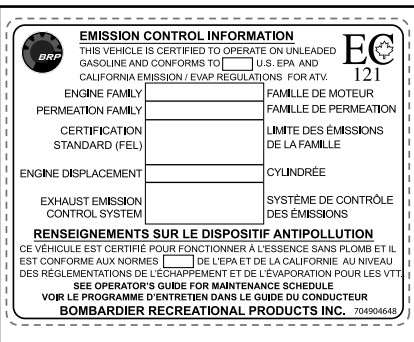 BRP
EMISSION CONTROL INFORMATION
THIS VEHICLE IS CERTIFIED TO OPERATE ON UNLEADED
GASOLINE AND CONFORMS TO U.S. EPA AND
CALIFORNIA EMISSION / EVAP REGULATIONS FOR ATV.
EC
121
ENGINE FAMILY FAMILLE DE MOTEUR
PERMEATION FAMILY FAMILLE DE PERMEATION
CERTIFICATION LIMITE DES ÉMISSIONS
STANDARD (FEL) DE LA FAMILLE
ENGINE DISPLACEMENT CYLINDRÉE
EXHAUST EMISSION SYSTÈME DE CONTRÔLE
CONTROL SYSTEM DES ÉMISSIONS
RENSEIGNEMENTS SUR LE DISPOSITIF ANTIPOLLUTION
CE VÉHICULE EST CERTIFIÉ POUR FONCTIONNER À L'ESSENCE SANS PLOMB ET IL
EST CONFORME AUX NORMES DE L'EPA ET DE LA CALIFORNIE AU NIVEAU
DES RÉGLEMENTATIONS DE L'ÉCHAPPEMENT ET DE L'ÉVAPORATION POUR LES VTT.
SEE OPERATOR'S GUIDE FOR MAINTENANCE SCHEDULE
VOIR LE PROGRAMME D'ENTRETIEN DANS LE GUIDE DU CONDUCTEUR
BOMBARDIER RECREATIONAL PRODUCTS INC. 704904648